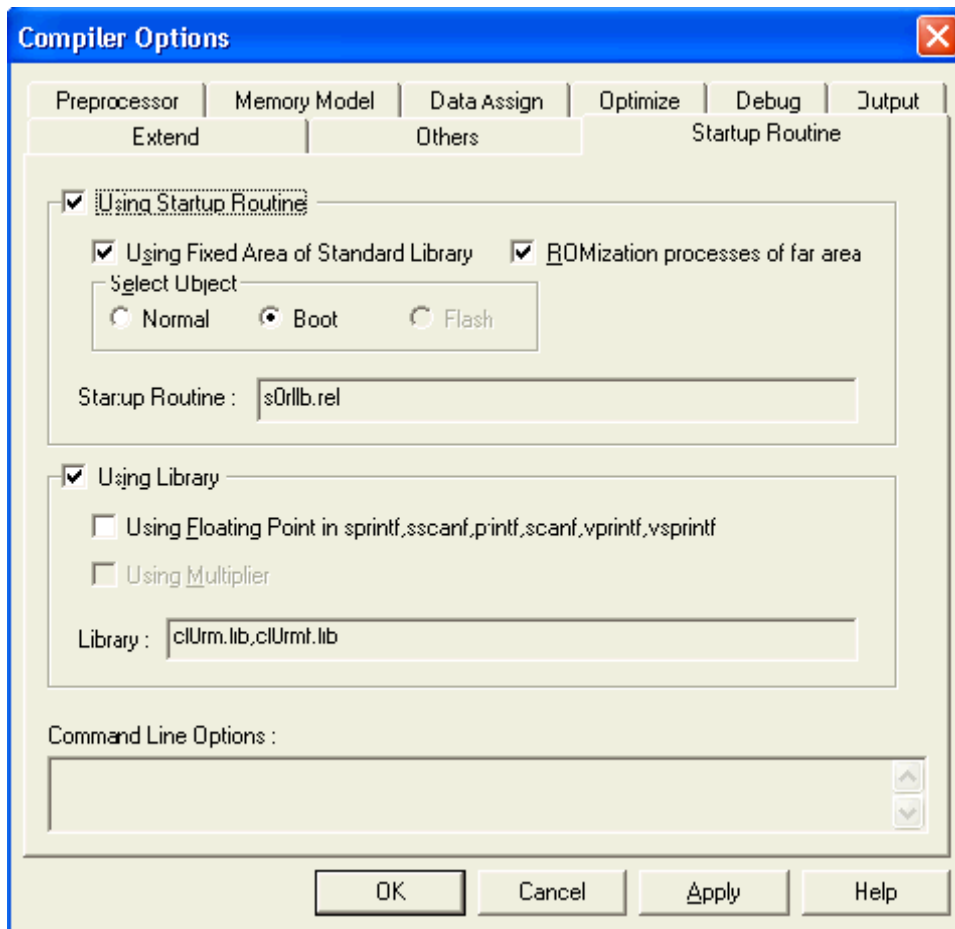 Compiler Options
Preprocessor Memory Model Data Assign Optimize Debug Output
Extend Others Startup Routine
Using Startup Routine
Using Fixed Area of Standard Library ROMization processes of far area
Select Object
Normal Boot Flash
Startup Routine :
s0rllb.rel
Using Library
Using Floating Point in sprintf,sscanf,printf,scanf,vprintf,vsprintf
Using Multiplier
Library :
cl0rm.lib,cl0rmf.lib
Command Line Options :
OK Cancel Apply Help